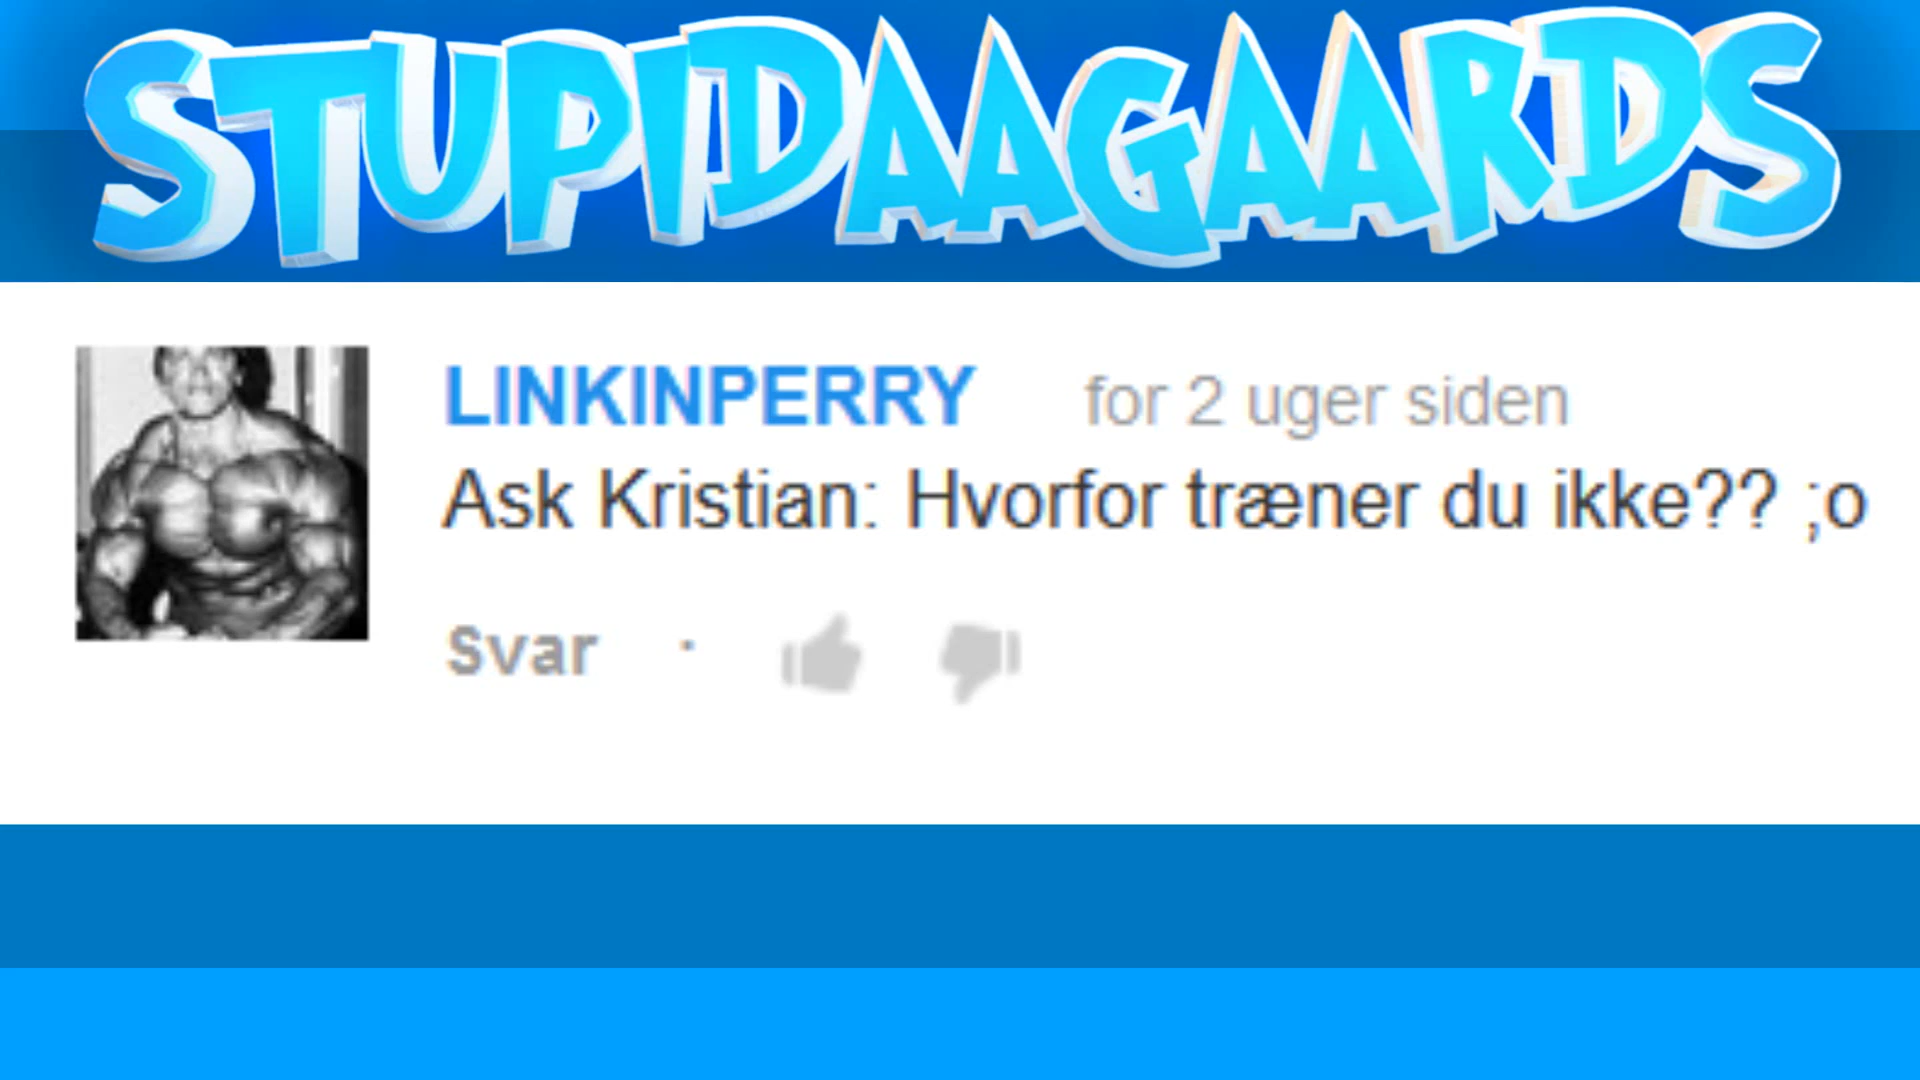 STUPIDAAGAARDS
LINKINPERRY for 2 uger siden
Ask Kristian: Hvorfor træner du ikke?? ;o
Svar ·